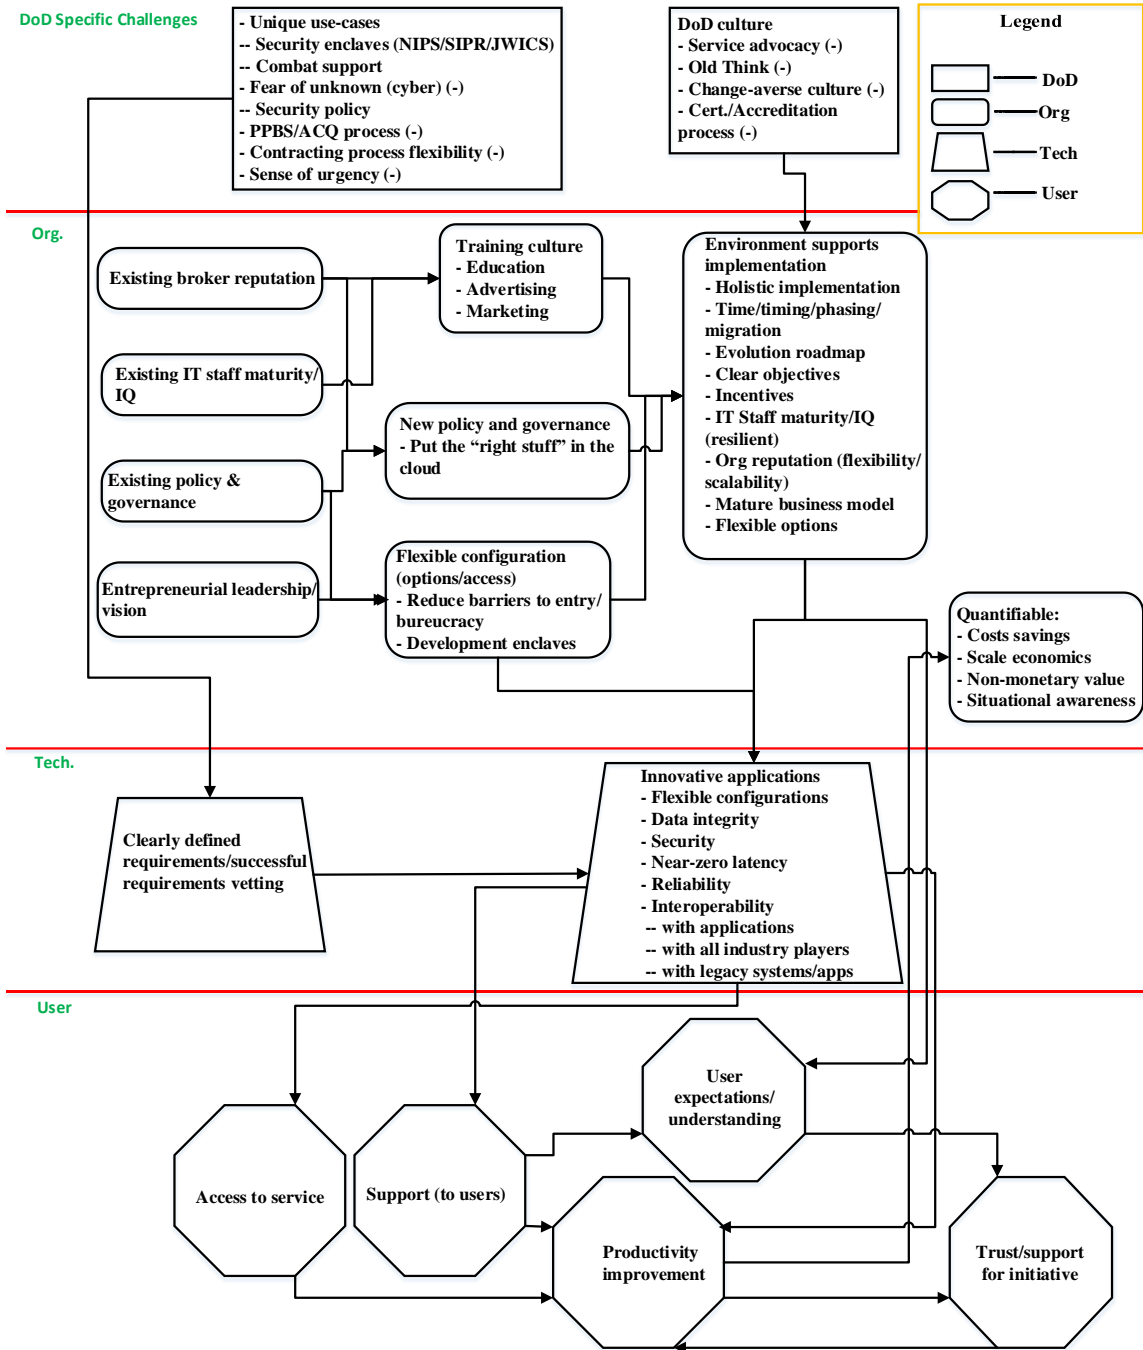 DoD Specific Challenges
- Unique use-cases
-- Security enclaves (NIPS/SIPR/JWICS)
-- Combat support
- Fear of unknown (cyber) (-)
-- Security policy
- PPBS/ACQ process (-)
- Contracting process flexibility (-)
- Sense of urgency (-)
DoD culture
- Service advocacy (-)
- Old Think (-)
- Change-averse culture (-)
- Cert./Accreditation
process (-)
Legend
DoD
Org
Tech
User
Org.
Existing broker reputation
Existing IT staff maturity/
IQ
Existing policy &
governance
Entrepreneurial leadership/
vision
Training culture
- Education
- Advertising
- Marketing
New policy and governance
- Put the “right stuff” in the
cloud
Flexible configuration
(options/access)
- Reduce barriers to entry/
bureucracy
- Development enclaves
Environment supports
implementation
- Holistic implementation
- Time/timing/phasing/
migration
- Evolution roadmap
- Clear objectives
- Incentives
- IT Staff maturity/IQ
(resilient)
- Org reputation (flexibility/
scalability)
- Mature business model
- Flexible options
Quantifiable:
- Costs savings
- Scale economics
- Non-monetary value
- Situational awareness
Tech.
Clearly defined
requirements/successful
requirements vetting
Innovative applications
- Flexible configurations
- Data integrity
- Security
- Near-zero latency
- Reliability
- Interoperability
-- with applications
-- with all industry players
-- with legacy systems/apps
User
User
expectations/
understanding
Access to service
Support (to users)
Productivity
improvement
Trust/support
for initiative